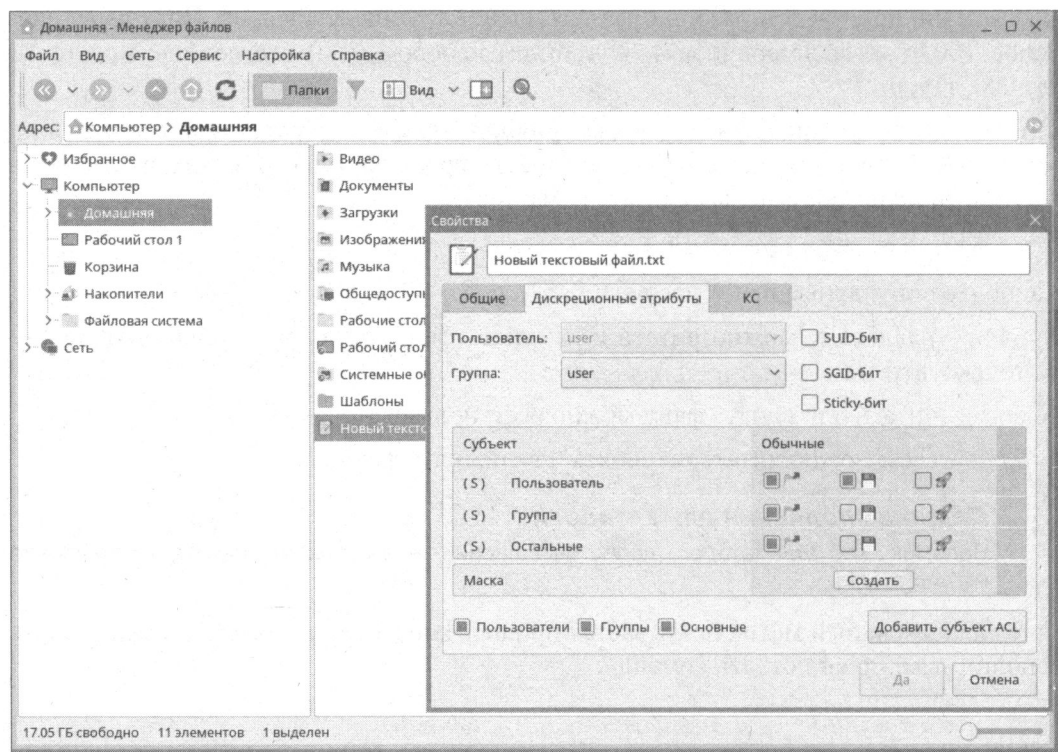 Домашняя - Менеджер файлов
Файл Вид Сеть Сервис Настройка Справка
Папки Вид
Адрес: Компьютер > Домашняя
Избранное
Компьютер
Домашняя
Рабочий стол 1
Корзина
Накопители
Файловая система
Сеть
Видео
Документы
Загрузки
Изображения
Музыка
Общедоступн
Рабочие стол
Рабочий стол
Системные об
Шаблоны
Новый тексто
Свойства
Новый текстовый файл.txt
Общие Дискреционные атрибуты КС
Пользователь: user SUID-бит
Группа: user SGID-бит
Sticky-бит
Субъект Обычные
(S) Пользователь
(S) Группа
(S) Остальные
Маска Создать
Пользователи Группы Основные Добавить субъект ACL
Да Отмена
17.05 ГБ свободно 11 элементов 1 выделен